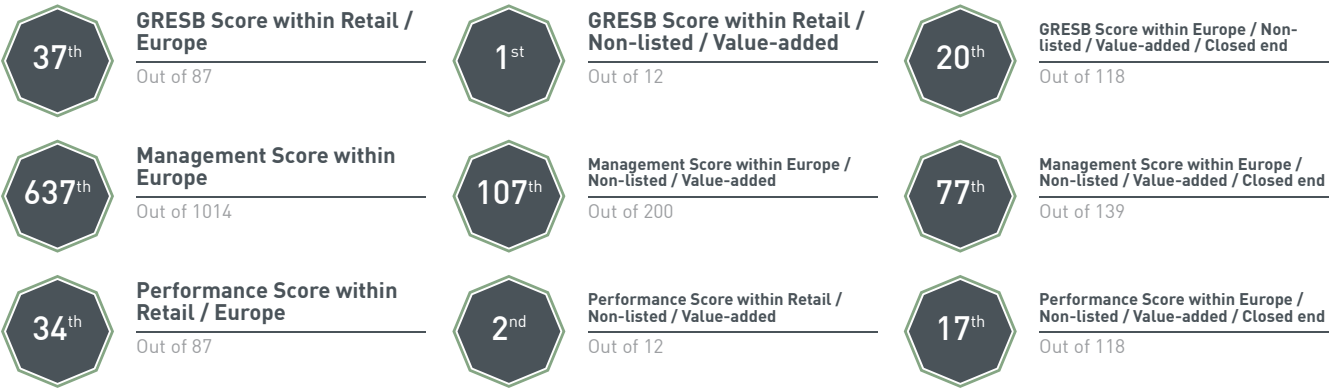 37th
GRESB Score within Retail /
Europe
Out of 87
1st
GRESB Score within Retail /
Non-listed / Value-added
Out of 12
20th
GRESB Score within Europe / Non-
listed / Value-added / Closed end
Out of 118
637th
Management Score within
Europe
Out of 1014
107th
Management Score within Europe /
Non-listed / Value-added
Out of 200
77th
Management Score within Europe /
Non-listed / Value-added / Closed end
Out of 139
34th
Performance Score within
Retail / Europe
Out of 87
2nd
Performance Score within Retail /
Non-listed / Value-added
Out of 12
17th
Performance Score within Europe /
Non-listed / Value-added / Closed end
Out of 118